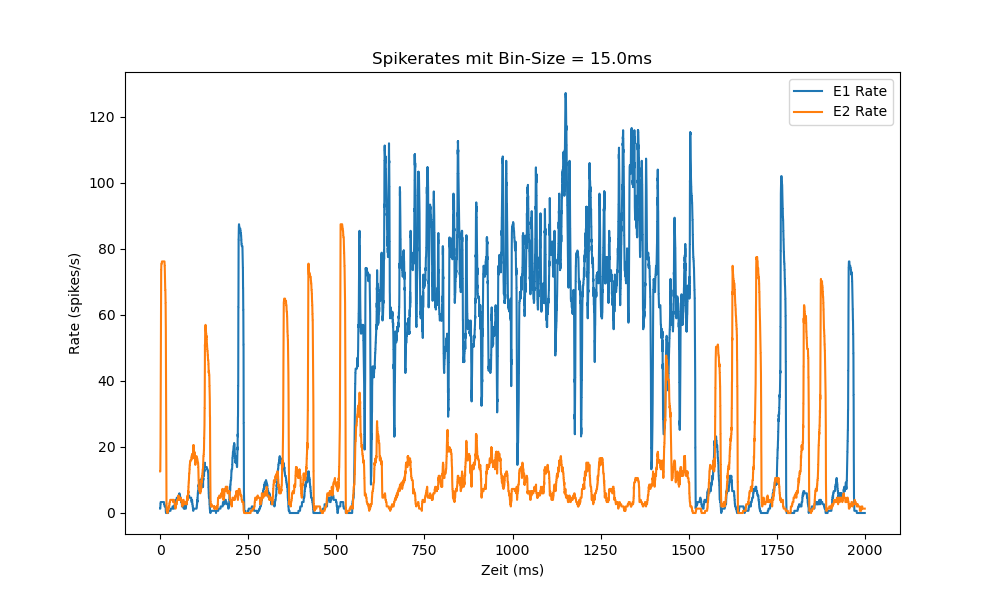 Spikerates mit Bin-Size = 15.0ms
E1 Rate
E2 Rate
120
100
80
60
40
20
0
Rate (spikes/s)
0 250 500 750 1000 1250 1500 1750 2000
Zeit (ms)